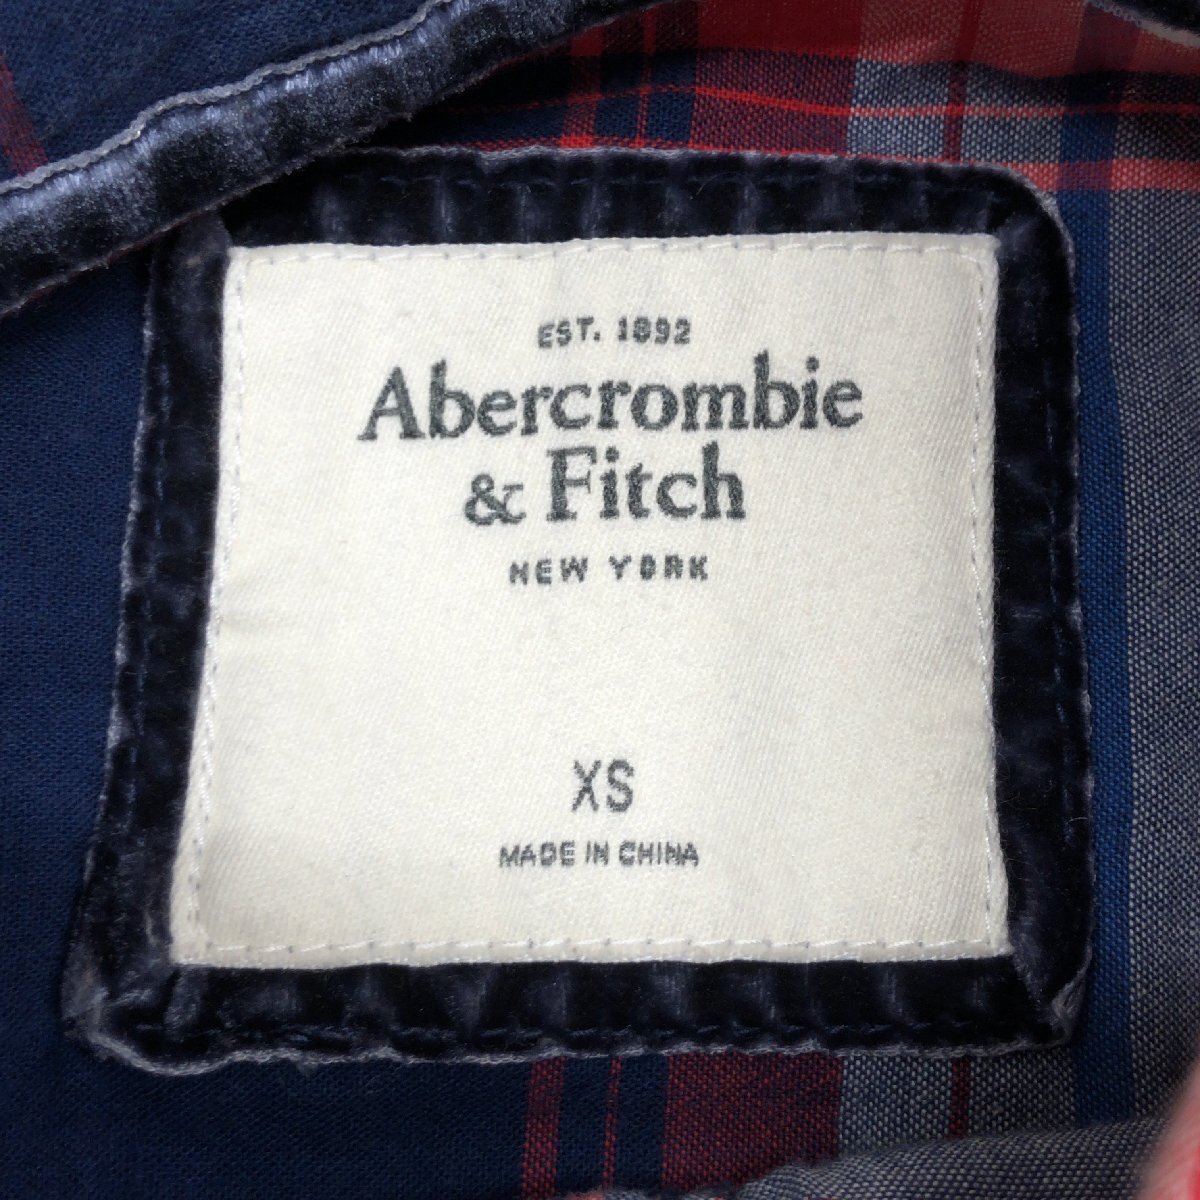 EST. 1892
Abercrombie
& Fitch
NEW YORK
XS
MADE IN CHINA